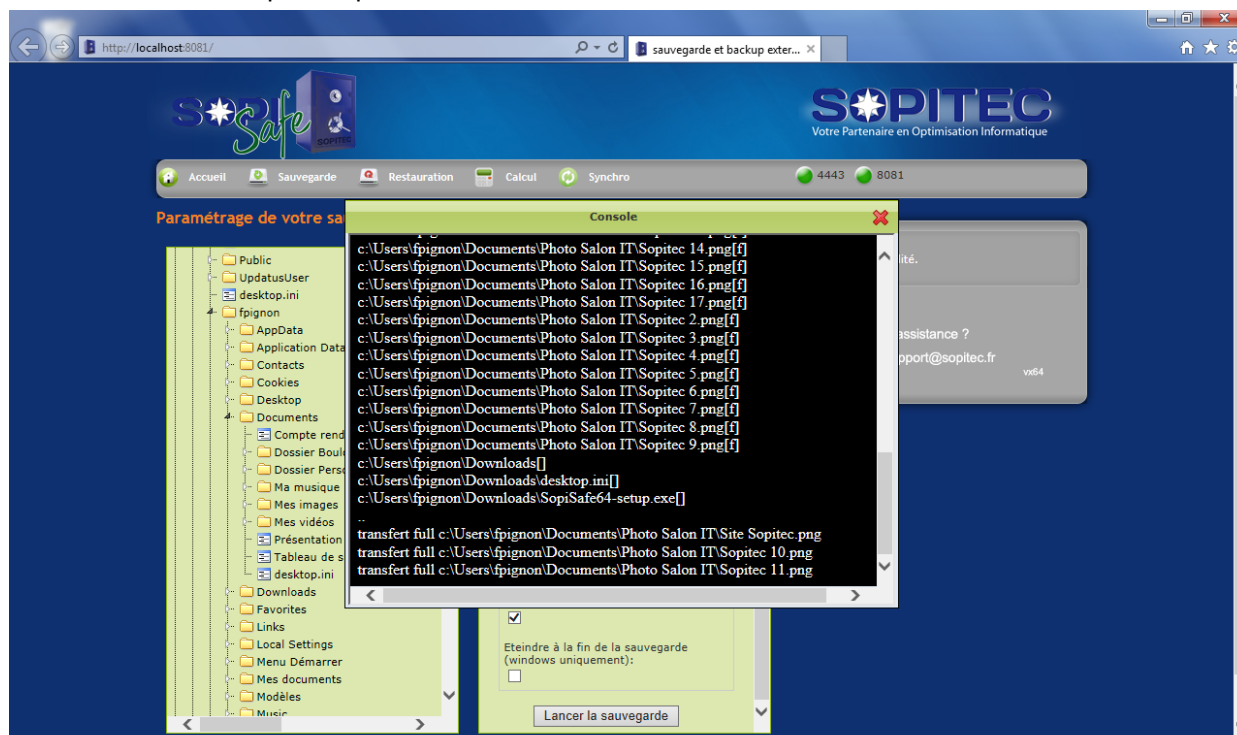 http://localhost:8081/
sauvegarde et backup exter...
SOPI
Safe
SOPITEC
SOPITEC
Votre Partenaire en Optimisation Informatique
Accueil Sauvegarde Restauration Calcul Synchro 4443 8081
Paramétrage de votre sa
Console
Public
UpdatusUser
desktop.ini
fpignon
AppData
Application Data
Contacts
Cookies
Desktop
Documents
Compte rend
Dossier Boul
Dossier Perso
Ma musique
Mes images
Mes vidéos
Présentation
Tableau de s
desktop.ini
Downloads
Favorites
Links
Local Settings
Menu Démarrer
Mes documents
Modèles
Music
c:\Users\fpignon\Documents\Photo Salon IT\Sopitec 14.png[f]
c:\Users\fpignon\Documents\Photo Salon IT\Sopitec 15.png[f]
c:\Users\fpignon\Documents\Photo Salon IT\Sopitec 16.png[f]
c:\Users\fpignon\Documents\Photo Salon IT\Sopitec 17.png[f]
c:\Users\fpignon\Documents\Photo Salon IT\Sopitec 2.png[f]
c:\Users\fpignon\Documents\Photo Salon IT\Sopitec 3.png[f]
c:\Users\fpignon\Documents\Photo Salon IT\Sopitec 4.png[f]
c:\Users\fpignon\Documents\Photo Salon IT\Sopitec 5.png[f]
c:\Users\fpignon\Documents\Photo Salon IT\Sopitec 6.png[f]
c:\Users\fpignon\Documents\Photo Salon IT\Sopitec 7.png[f]
c:\Users\fpignon\Documents\Photo Salon IT\Sopitec 8.png[f]
c:\Users\fpignon\Documents\Photo Salon IT\Sopitec 9.png[f]
c:\Users\fpignon\Downloads[]
c:\Users\fpignon\Downloads\desktop.ini[]
c:\Users\fpignon\Downloads\SopiSafe64-setup.exe[]
..
transfert full c:\Users\fpignon\Documents\Photo Salon IT\Site Sopitec.png
transfert full c:\Users\fpignon\Documents\Photo Salon IT\Sopitec 10.png
transfert full c:\Users\fpignon\Documents\Photo Salon IT\Sopitec 11.png
lité.
assistance ?
pport@sopitec.fr
vx64
Eteindre à la fin de la sauvegarde
(windows uniquement):
Lancer la sauvegarde